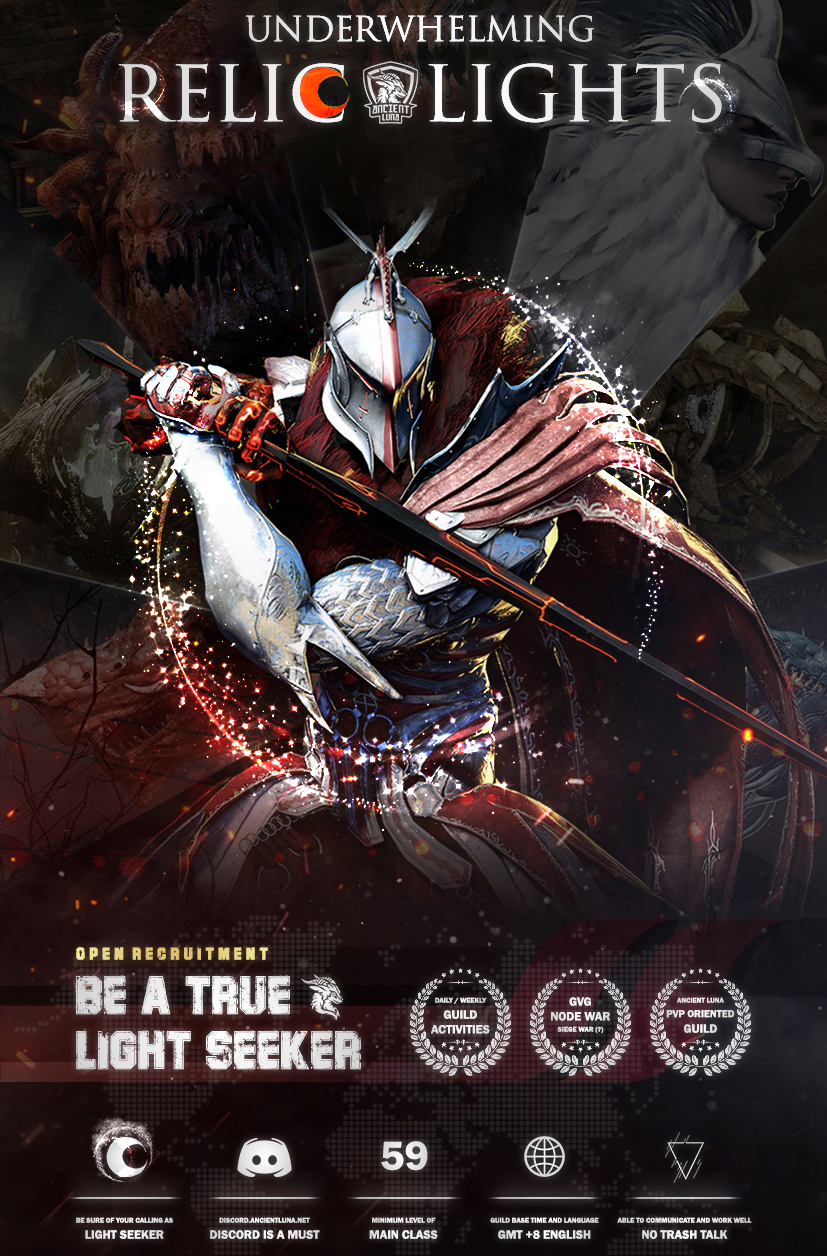 UNDERWHELMING
RELIC LIGHTS
ANCIENT
LUNA
OPEN RECRUITMENT
BE A TRUE
LIGHT SEEKER
DAILY / WEEKLY
GUILD
ACTIVITIES
GVG
NODE WAR
SIEGE WAR (?)
ANCIENT LUNA
PVP ORIENTED
GUILD
BE SURE OF YOUR CALLING AS
LIGHT SEEKER
DISCORD.ANCIENTLUNA.NET
DISCORD IS A MUST
59
MINIMUM LEVEL OF
MAIN CLASS
GUILD BASE TIME AND LANGUAGE
GMT +8 ENGLISH
ABLE TO COMMUNICATE AND WORK WELL
NO TRASH TALK